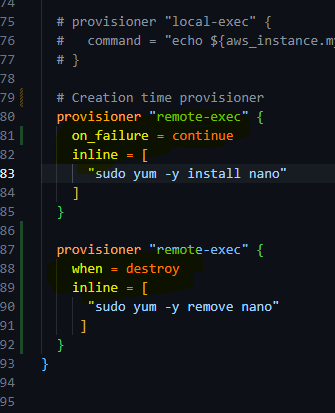 74
75 # provisioner "local-exec" {
76 #   command = "echo ${aws_instance.my
77 # }
78
79 # Creation time provisioner
80 provisioner "remote-exec" {
81   on_failure = continue
82   inline = [
83     "sudo yum -y install nano"
84   ]
85 }
86
87 provisioner "remote-exec" {
88   when = destroy
89   inline = [
90     "sudo yum -y remove nano"
91    ]
92 }
93 }
94
95